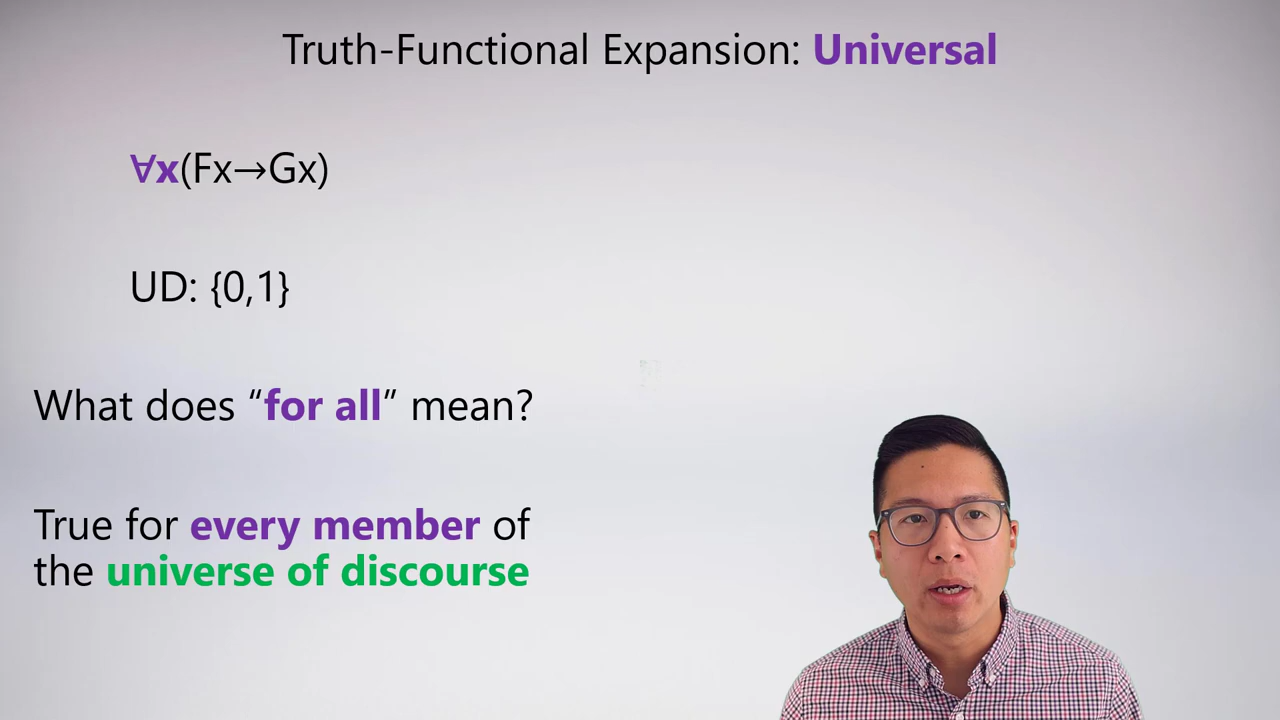 Truth-Functional Expansion: Universal
∀x(Fx→Gx)
UD: {0,1}
What does “for all” mean?
True for every member of
the universe of discourse